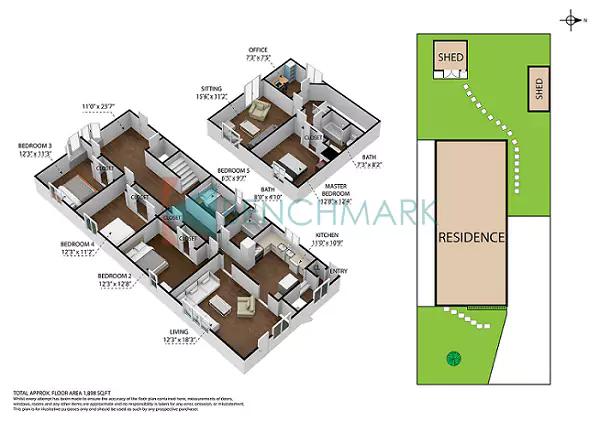 OFFICE
7'3" x 7'5"
SITTING
15'6" x 11'2"
11'0" x 23'7"
CLOSET
BATH
7'3" x 8'2"
MASTER
BEDROOM
12'8" x 12'4"
BEDROOM 3
12'3" x 11'3"
CLOSET
BEDROOM 5
6'5" x 9'7"
BATH
8'0" x 4'10"
BENCHMARK
CLOSET
CLOSET
CLOSET
KITCHEN
11'0" x 10'9"
CL
ENTRY
BEDROOM 4
12'3" x 11'2"
BEDROOM 2
12'3" x 12'8"
LIVING
12'3" x 18'3"
N
SHED
SHED
RESIDENCE
TOTAL APPROX. FLOOR AREA 1,898 SQ.FT
Whilst every attempt has been made to ensure the accuracy of the floor plan contained here, measurements of doors,
windows, rooms and any other items are approximate and no responsibility is taken for any error, omission, or misstatement.
This plan is for illustrative purposes only and should be used as such by any prospective purchaser.